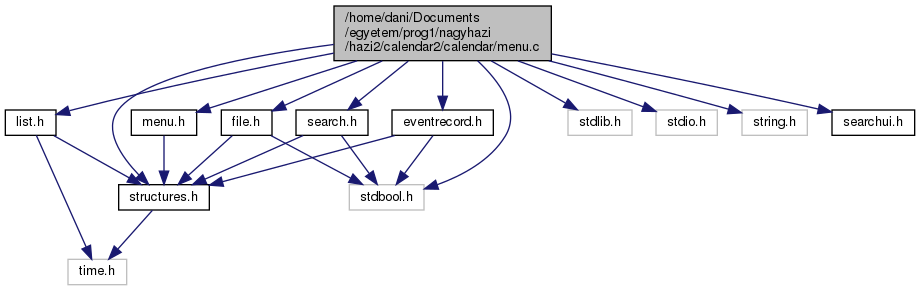 /home/dani/Documents
/egyetem/prog1/nagyhazi
/hazi2/calendar2/calendar/menu.c
list.h
menu.h
file.h
search.h
eventrecord.h
stdlib.h
stdio.h
string.h
searchui.h
structures.h
stdbool.h
time.h